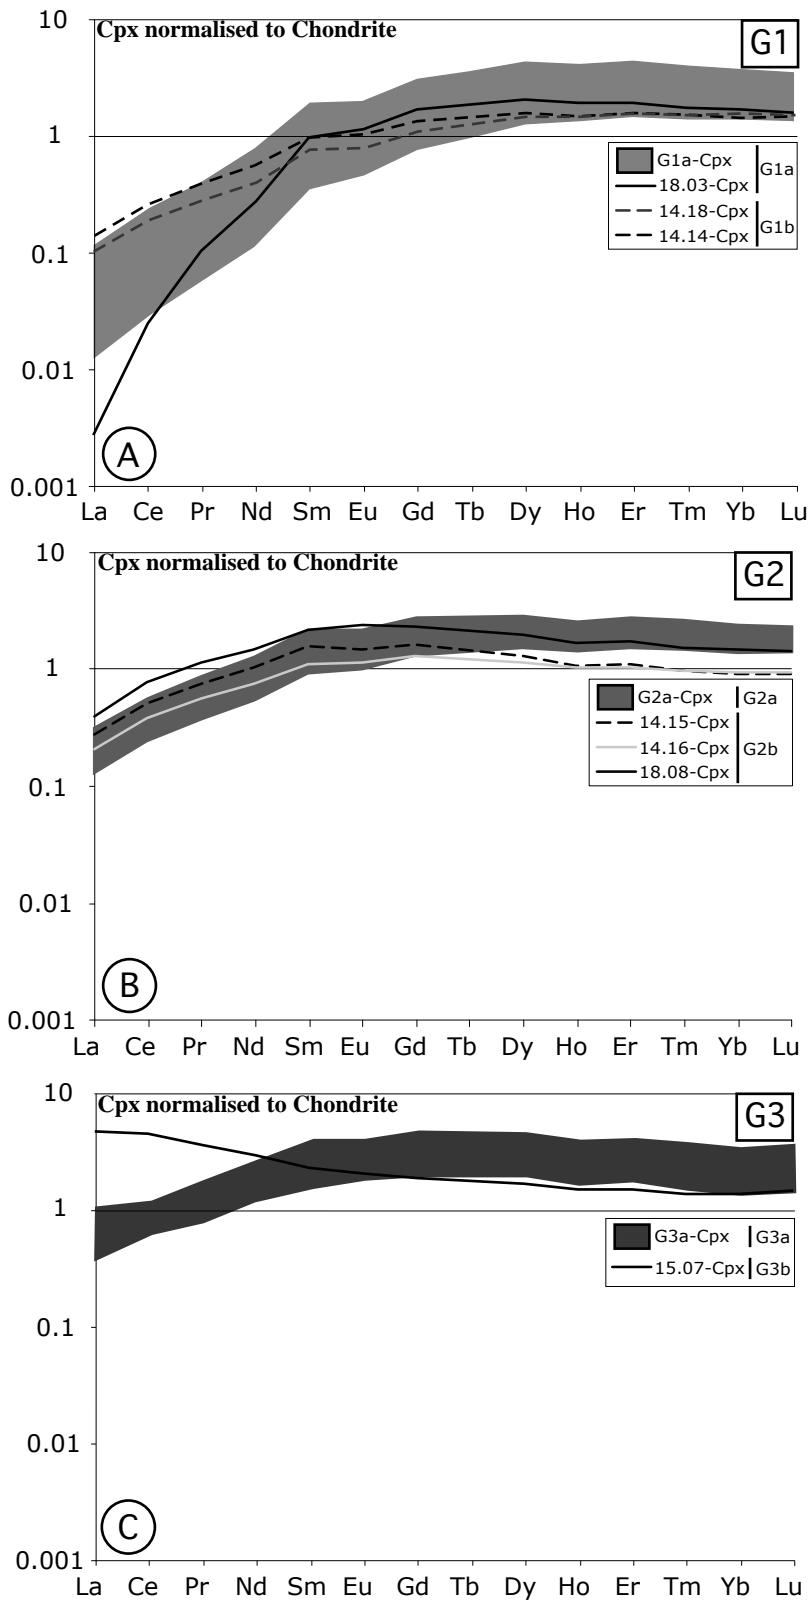 10
Cpx normalised to Chondrite
G1
1
G1a-Cpx
18.03-Cpx
G1a
14.18-Cpx
14.14-Cpx
G1b
0.1
0.01
A
0.001
La Ce Pr Nd Sm Eu Gd Tb Dy Ho Er Tm Yb Lu
10
Cpx normalised to Chondrite
G2
1
G2a-Cpx
G2a
14.15-Cpx
14.16-Cpx
G2b
18.08-Cpx
0.1
0.01
B
0.001
La Ce Pr Nd Sm Eu Gd Tb Dy Ho Er Tm Yb Lu
10
Cpx normalised to Chondrite
G3
1
G3a-Cpx
G3a
15.07-Cpx
G3b
0.1
0.01
C
0.001
La Ce Pr Nd Sm Eu Gd Tb Dy Ho Er Tm Yb Lu